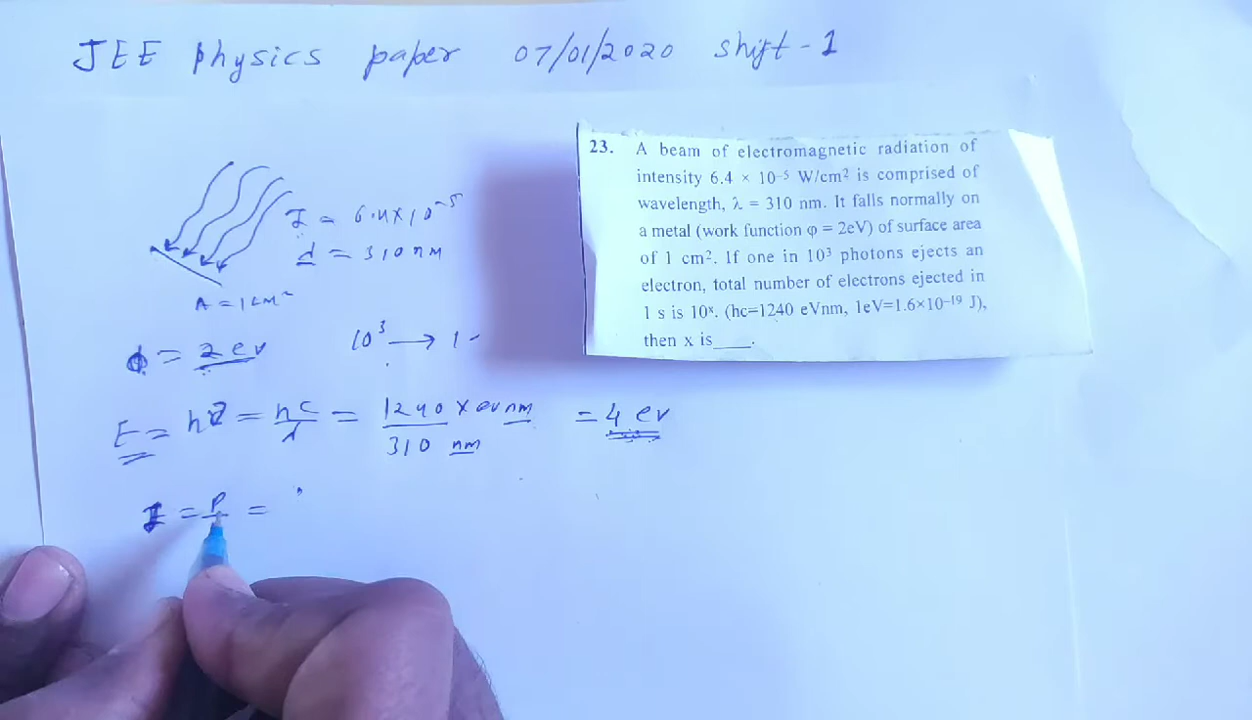 JEE physics paper 07/01/2020 shift-1
I = 6.4×10⁻⁵
λ = 310 nm
A = 1cm²
ϕ = 2 ev
10³ → 1 -
E = hν = hc/λ = 1240 × ev nm / 310 nm = 4 ev
I = P =
23. A beam of electromagnetic radiation of
intensity 6.4 × 10⁻⁵ W/cm² is comprised of
wavelength, λ = 310 nm. It falls normally on
a metal (work function φ = 2eV) of surface area
of 1 cm². If one in 10³ photons ejects an
electron, total number of electrons ejected in
1 s is 10ˣ. (hc=1240 eVnm, 1eV=1.6×10⁻¹⁹ J),
then x is____.